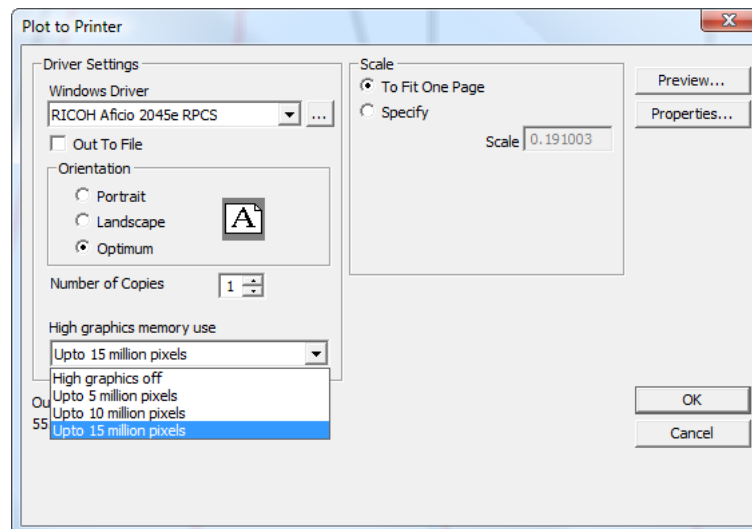 Plot to Printer
Driver Settings
Windows Driver
RICOH Aficio 2045e RPCS
...
Out To File
Orientation
Portrait
Landscape
Optimum
A
Number of Copies
1
High graphics memory use
Upto 15 million pixels
High graphics off
Upto 5 million pixels
Upto 10 million pixels
Upto 15 million pixels
Ou
55
Scale
To Fit One Page
Specify
Scale 0.191003
Preview...
Properties...
OK
Cancel